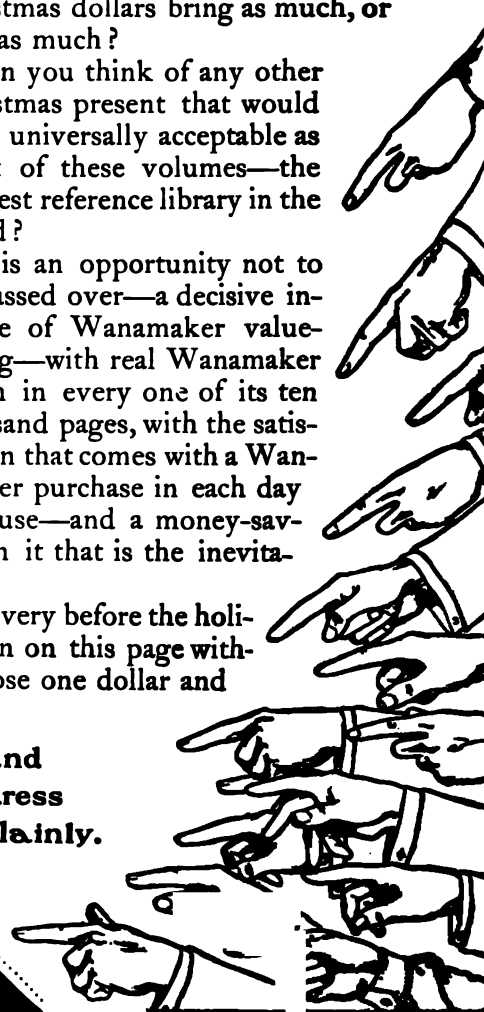 stmas dollars bring as much, or
as much?
n you think of any other
stmas present that would
universally acceptable as
t of these volumes—the
est reference library in the
d?
is an opportunity not to
assed over—a decisive in-
e of Wanamaker value-
g—with real Wanamaker
n in every one of its ten
sand pages, with the satis-
n that comes with a Wan-
er purchase in each day
use—and a money-sav-
n it that is the inevita-
very before the holi-
n on this page with-
ose one dollar and
and
ress
lainly.